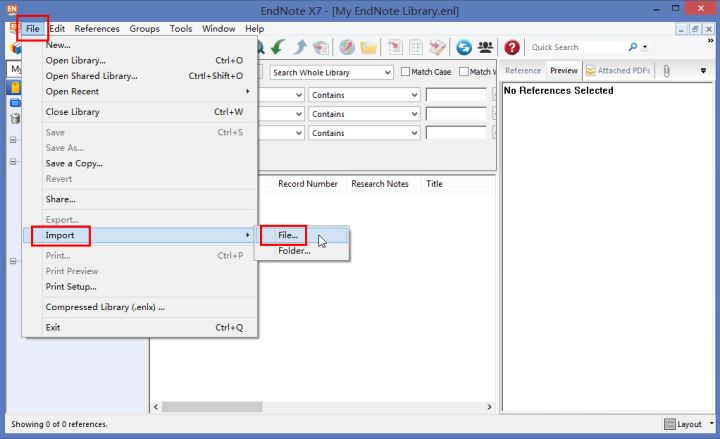 EndNote X7 - [My EndNote Library.enl]
File Edit References Groups Tools Window Help
Quick Search
New...
Open Library... Ctrl+O
Open Shared Library... Ctrtl+Shift+O
Open Recent
Close Library Ctrl+W
Save Ctrl+S
Save As...
Save a Copy...
Revert
Share...
Export...
Import
File...
Folder...
Print... Ctrl+P
Print Preview
Print Setup...
Compressed Library (.enlx) ...
Exit Ctrl+Q
My
Search Whole Library
Match Case
Match W
Contains
Contains
Contains
Record Number Research Notes Title
Reference Preview Attached PDFs
No References Selected
Showing 0 of 0 references.
Layout